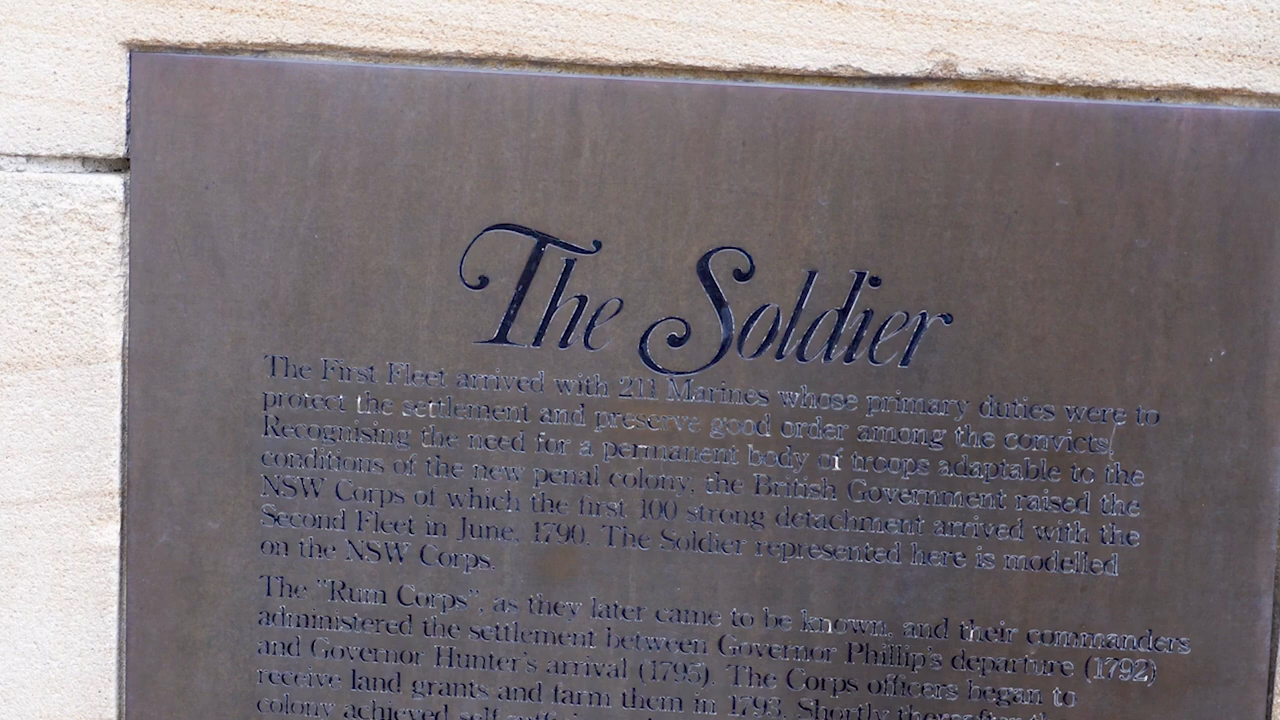 The Soldier
The First Fleet arrived with 211 Marines whose primary duties were to
protect the settlement and preserve good order among the convicts.
Recognising the need for a permanent body of troops adaptable to the
conditions of the new penal colony, the British Government raised the
NSW Corps of which the first 100 strong detachment arrived with the
Second Fleet in June, 1790. The Soldier represented here is modelled
on the NSW Corps.
The "Rum Corps", as they later came to be known, and their commanders
administered the settlement between Governor Phillip's departure (1792)
and Governor Hunter's arrival (1795). The Corps officers began to
receive land grants and farm them in 1793. Shortly thereafter
colony achieved